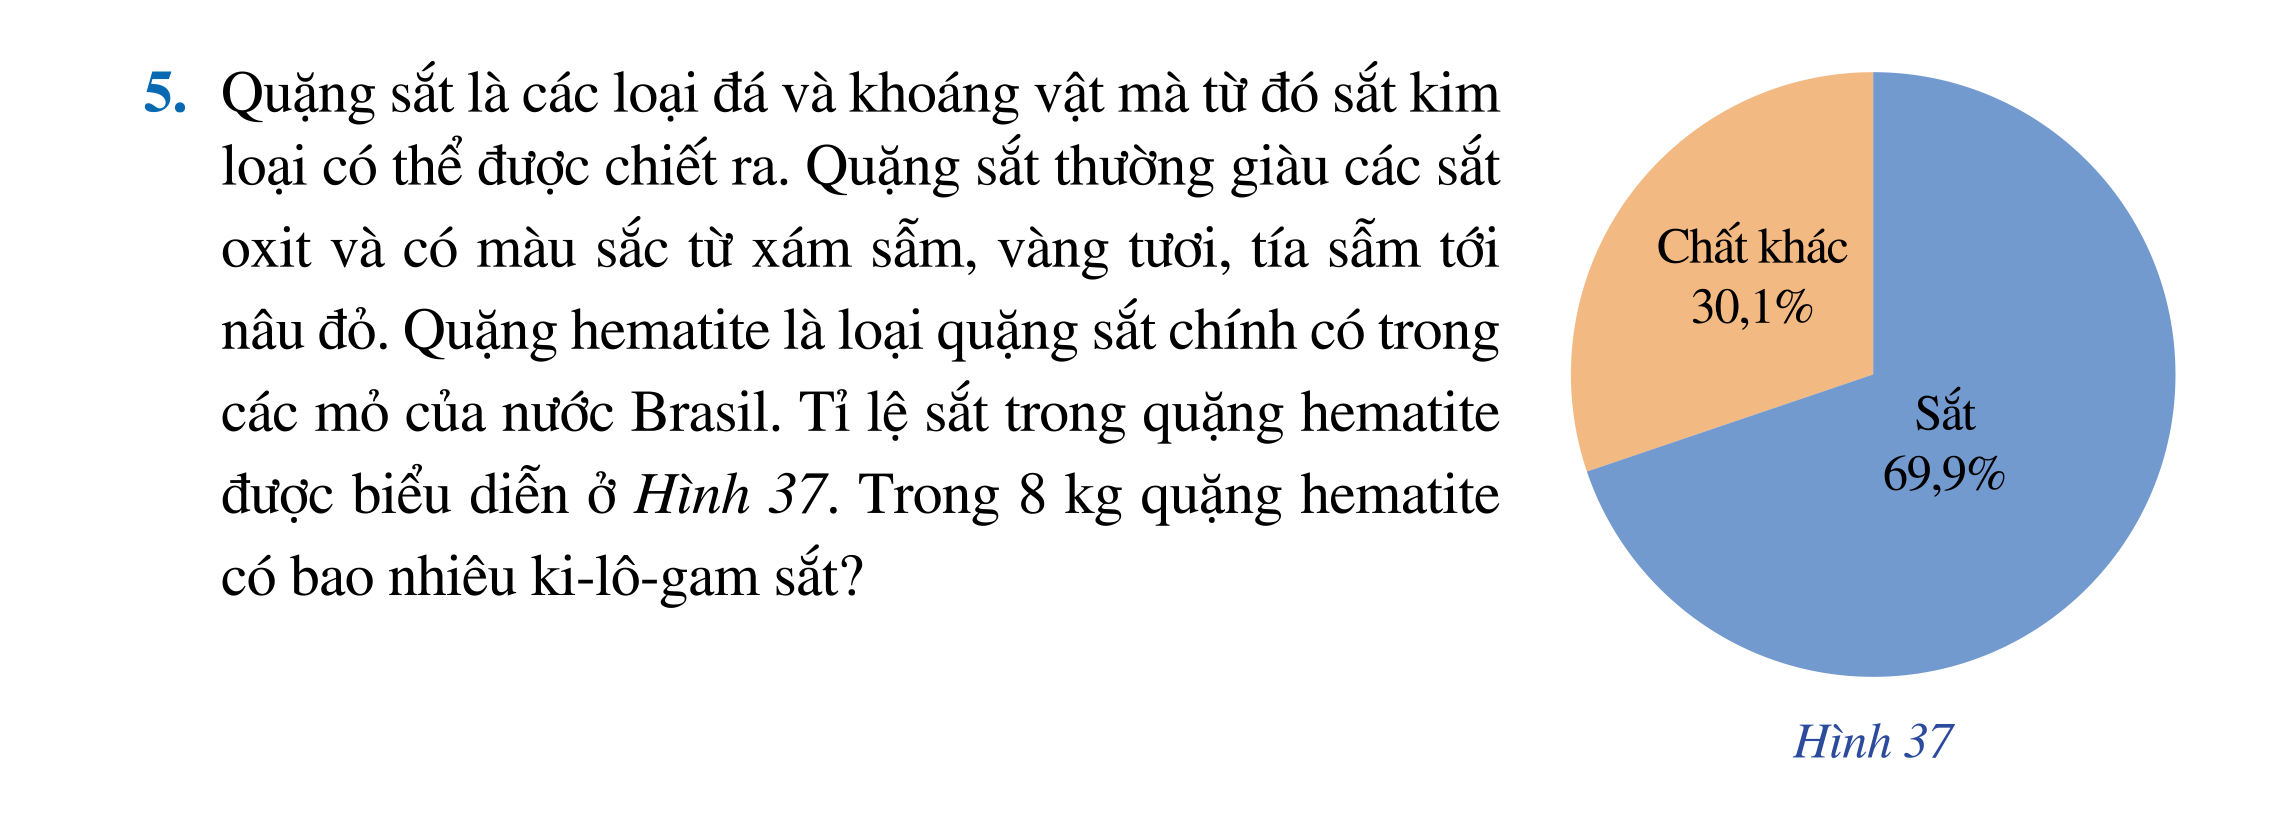 5. Quặng sắt là các loại đá và khoáng vật mà từ đó sắt kim
loại có thể được chiết ra. Quặng sắt thường giàu các sắt
oxit và có màu sắc từ xám sẫm, vàng tươi, tía sẫm tới
nâu đỏ. Quặng hematite là loại quặng sắt chính có trong
các mỏ của nước Brasil. Tỉ lệ sắt trong quặng hematite
được biểu diễn ở Hình 37. Trong 8 kg quặng hematite
có bao nhiêu ki-lô-gam sắt?
Chất khác
30,1%
Sắt
69,9%
Hình 37